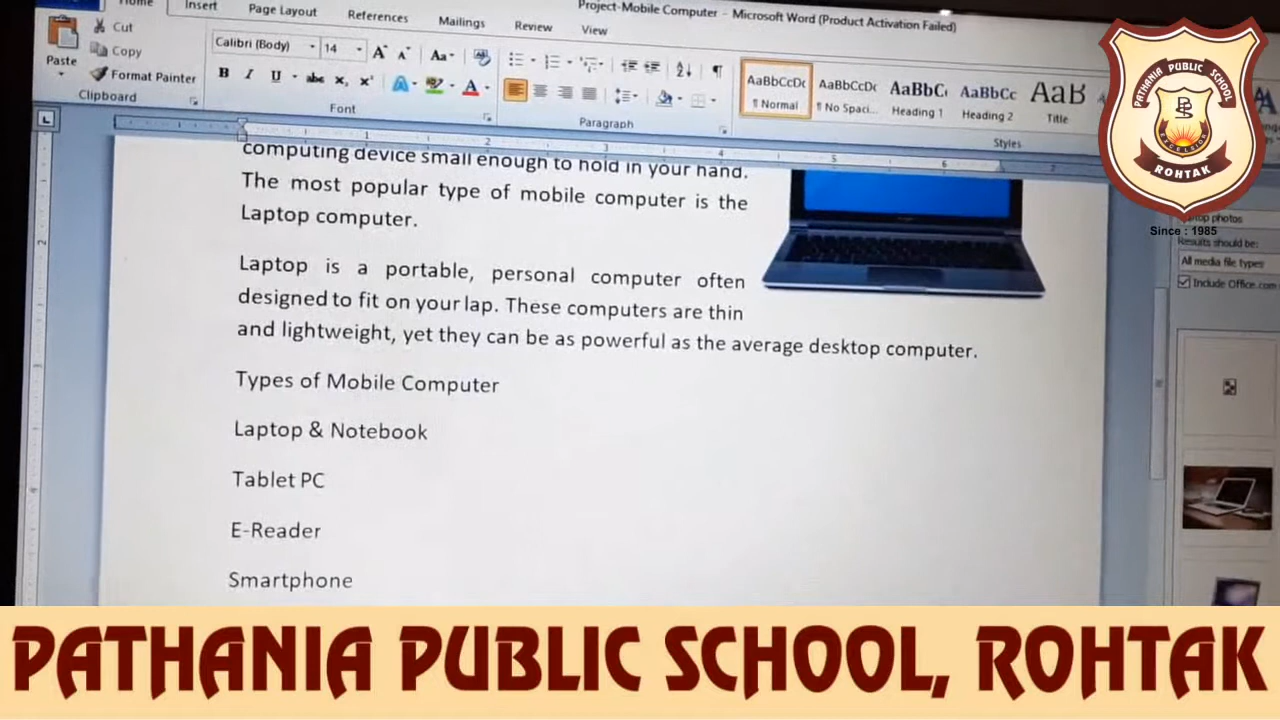 Project-Mobile Computer - Microsoft Word (Product Activation Failed)
Home Insert Page Layout References Mailings Review View
Cut
Copy
Format Painter
Paste
Clipboard
Calibri (Body) 14
Font
Paragraph
AaBbCcDc AaBbCcDc AaBbC AaBbCc AaB
¶ Normal ¶ No Spaci... Heading 1 Heading 2 Title
Styles
PATHANIA PUBLIC SCHOOL
EXCELSIOR
ROHTAK
Since : 1985
photos
Results should be:
All media file types
Include Office.com
computing device small enough to hold in your hand.
The most popular type of mobile computer is the
Laptop computer.
Laptop is a portable, personal computer often
designed to fit on your lap. These computers are thin
and lightweight, yet they can be as powerful as the average desktop computer.
Types of Mobile Computer
Laptop & Notebook
Tablet PC
E-Reader
Smartphone
PATHANIA PUBLIC SCHOOL, ROHTAK